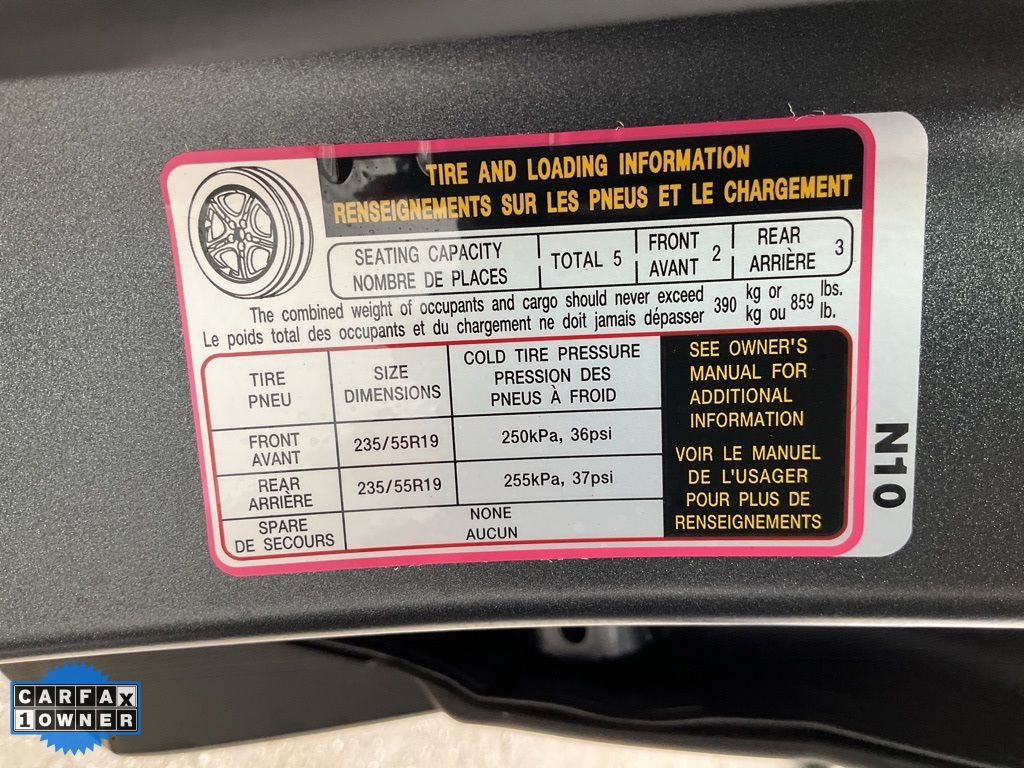 TIRE AND LOADING INFORMATION
RENSEIGNEMENTS SUR LES PNEUS ET LE CHARGEMENT
SEATING CAPACITY
NOMBRE DE PLACES
TOTAL 5
FRONT
AVANT
2
REAR
ARRIÈRE
3
The combined weight of occupants and cargo should never exceed 390 kg or 859 lbs.
Le poids total des occupants et du chargement ne doit jamais dépasser kg ou lb.
TIRE
PNEU
SIZE
DIMENSIONS
COLD TIRE PRESSURE
PRESSION DES
PNEUS À FROID
FRONT
AVANT
235/55R19
250kPa, 36psi
REAR
ARRIÈRE
235/55R19
255kPa, 37psi
SPARE
DE SECOURS
NONE
AUCUN
SEE OWNER'S
MANUAL FOR
ADDITIONAL
INFORMATION
VOIR LE MANUEL
DE L'USAGER
POUR PLUS DE
RENSEIGNEMENTS
N10
CARFAX
1 OWNER